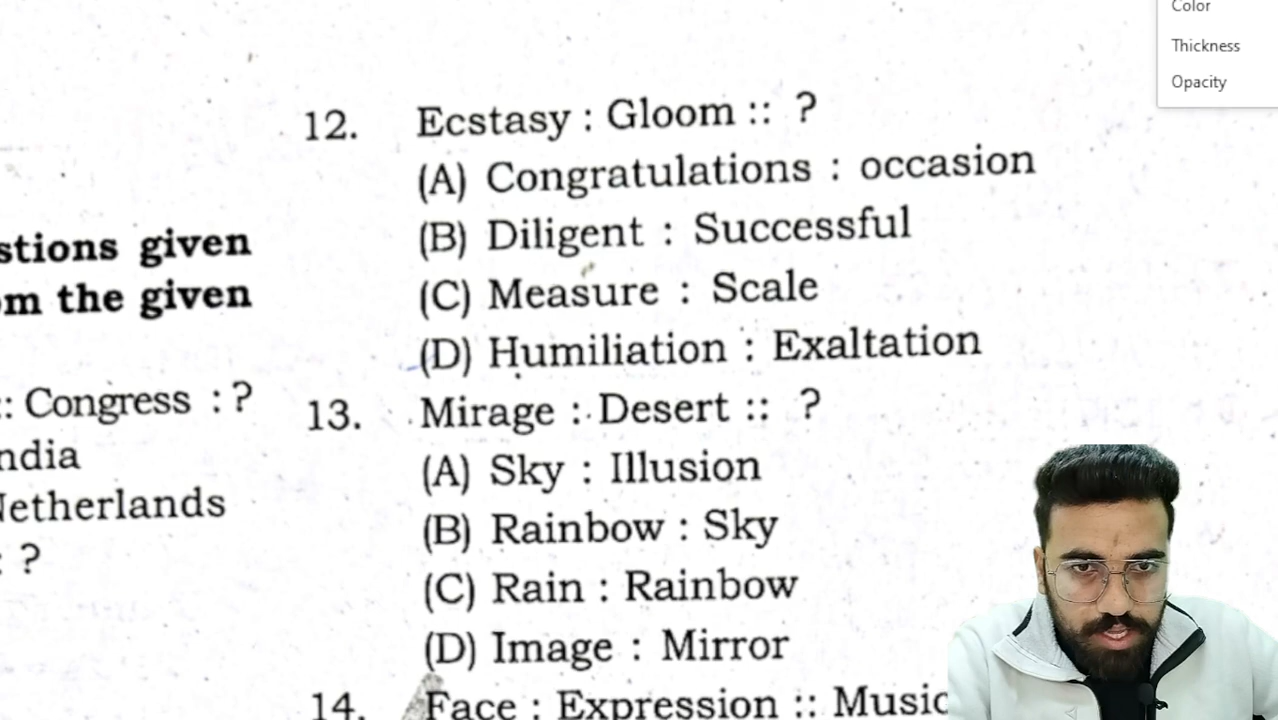 Color
Thickness
Opacity
stions given
m the given
:: Congress : ?
ndia
Netherlands
: ?
12. Ecstasy : Gloom :: ?
(A) Congratulations : occasion
(B) Diligent : Successful
(C) Measure : Scale
(D) Humiliation : Exaltation
13. Mirage : Desert :: ?
(A) Sky : Illusion
(B) Rainbow : Sky
(C) Rain : Rainbow
(D) Image : Mirror
14. Face : Expression :: Music